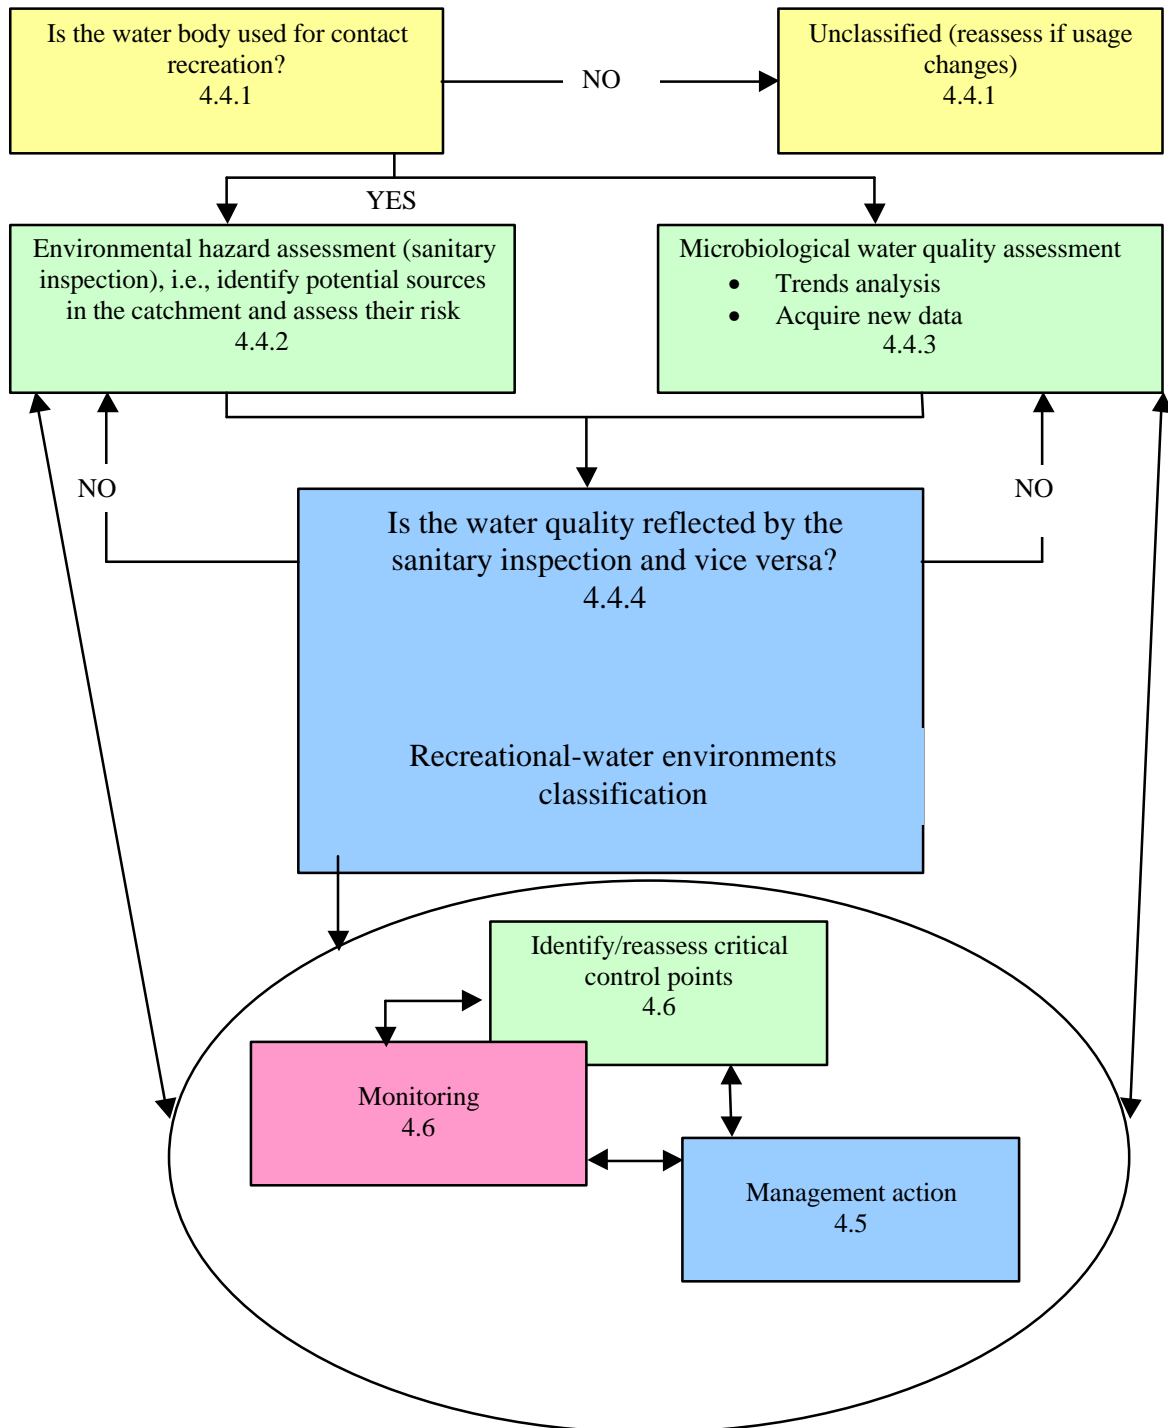 Is the water body used for contact
recreation?
4.4.1
NO
Unclassified (reassess if usage
changes)
4.4.1
YES
Environmental hazard assessment (sanitary
inspection), i.e., identify potential sources
in the catchment and assess their risk
4.4.2
Microbiological water quality assessment
• Trends analysis
• Acquire new data
4.4.3
NO
NO
Is the water quality reflected by the
sanitary inspection and vice versa?
4.4.4
Recreational-water environments
classification
Identify/reassess critical
control points
4.6
Monitoring
4.6
Management action
4.5